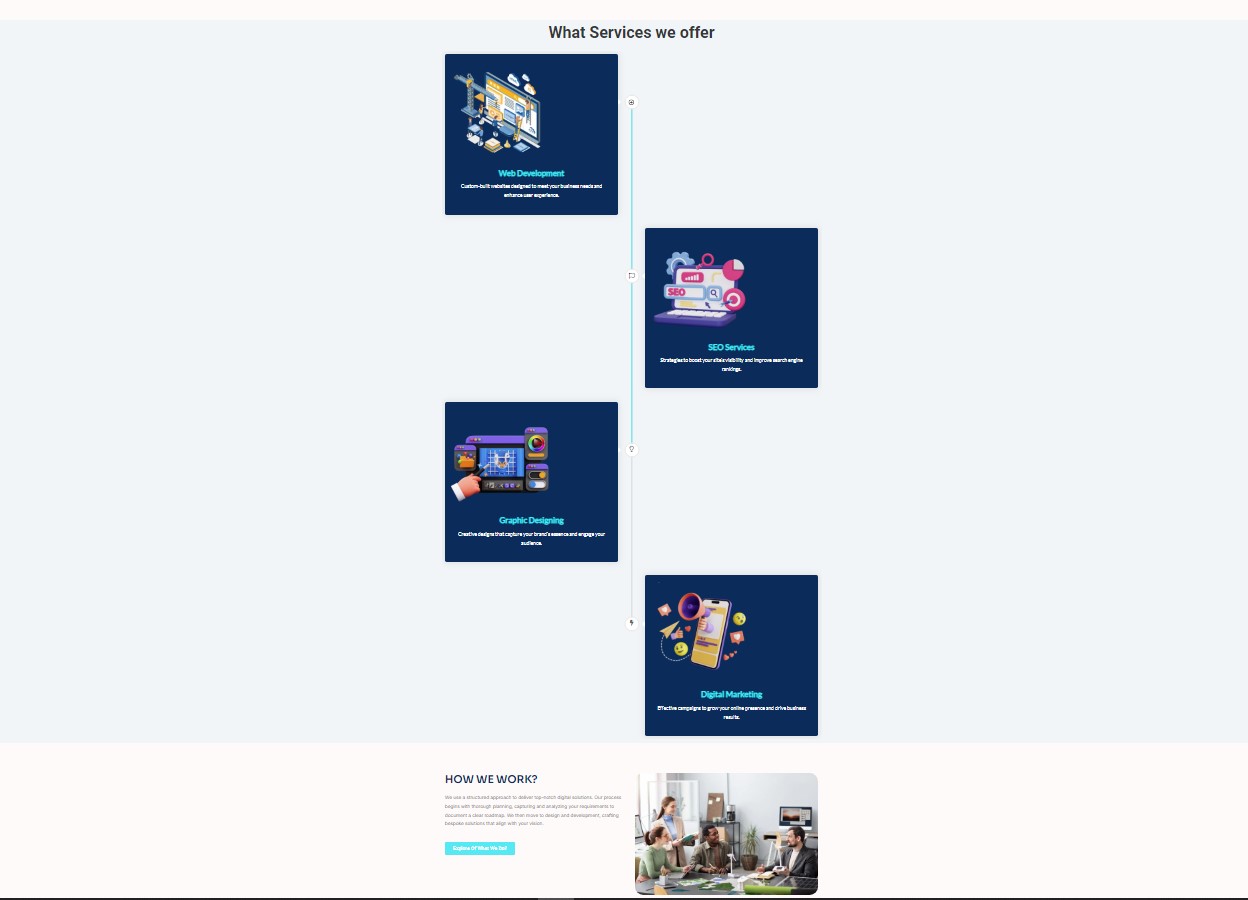 What Services we offer
Web Development
Custom-built websites designed to meet your business needs and
enhance user experience.
SEO
SEO Services
Strategies to boost your site's visibility and improve search engine
rankings.
Graphic Designing
Creative designs that capture your brand's essence and engage your
audience.
Digital Marketing
Effective campaigns to grow your online presence and drive business
results.
HOW WE WORK?
We use a structured approach to deliver top-notch digital solutions. Our process
begins with thorough planning, capturing and analyzing your requirements to
document a clear roadmap. We then move to design and development, crafting
bespoke solutions that align with your vision.
Explore Of What We Do!